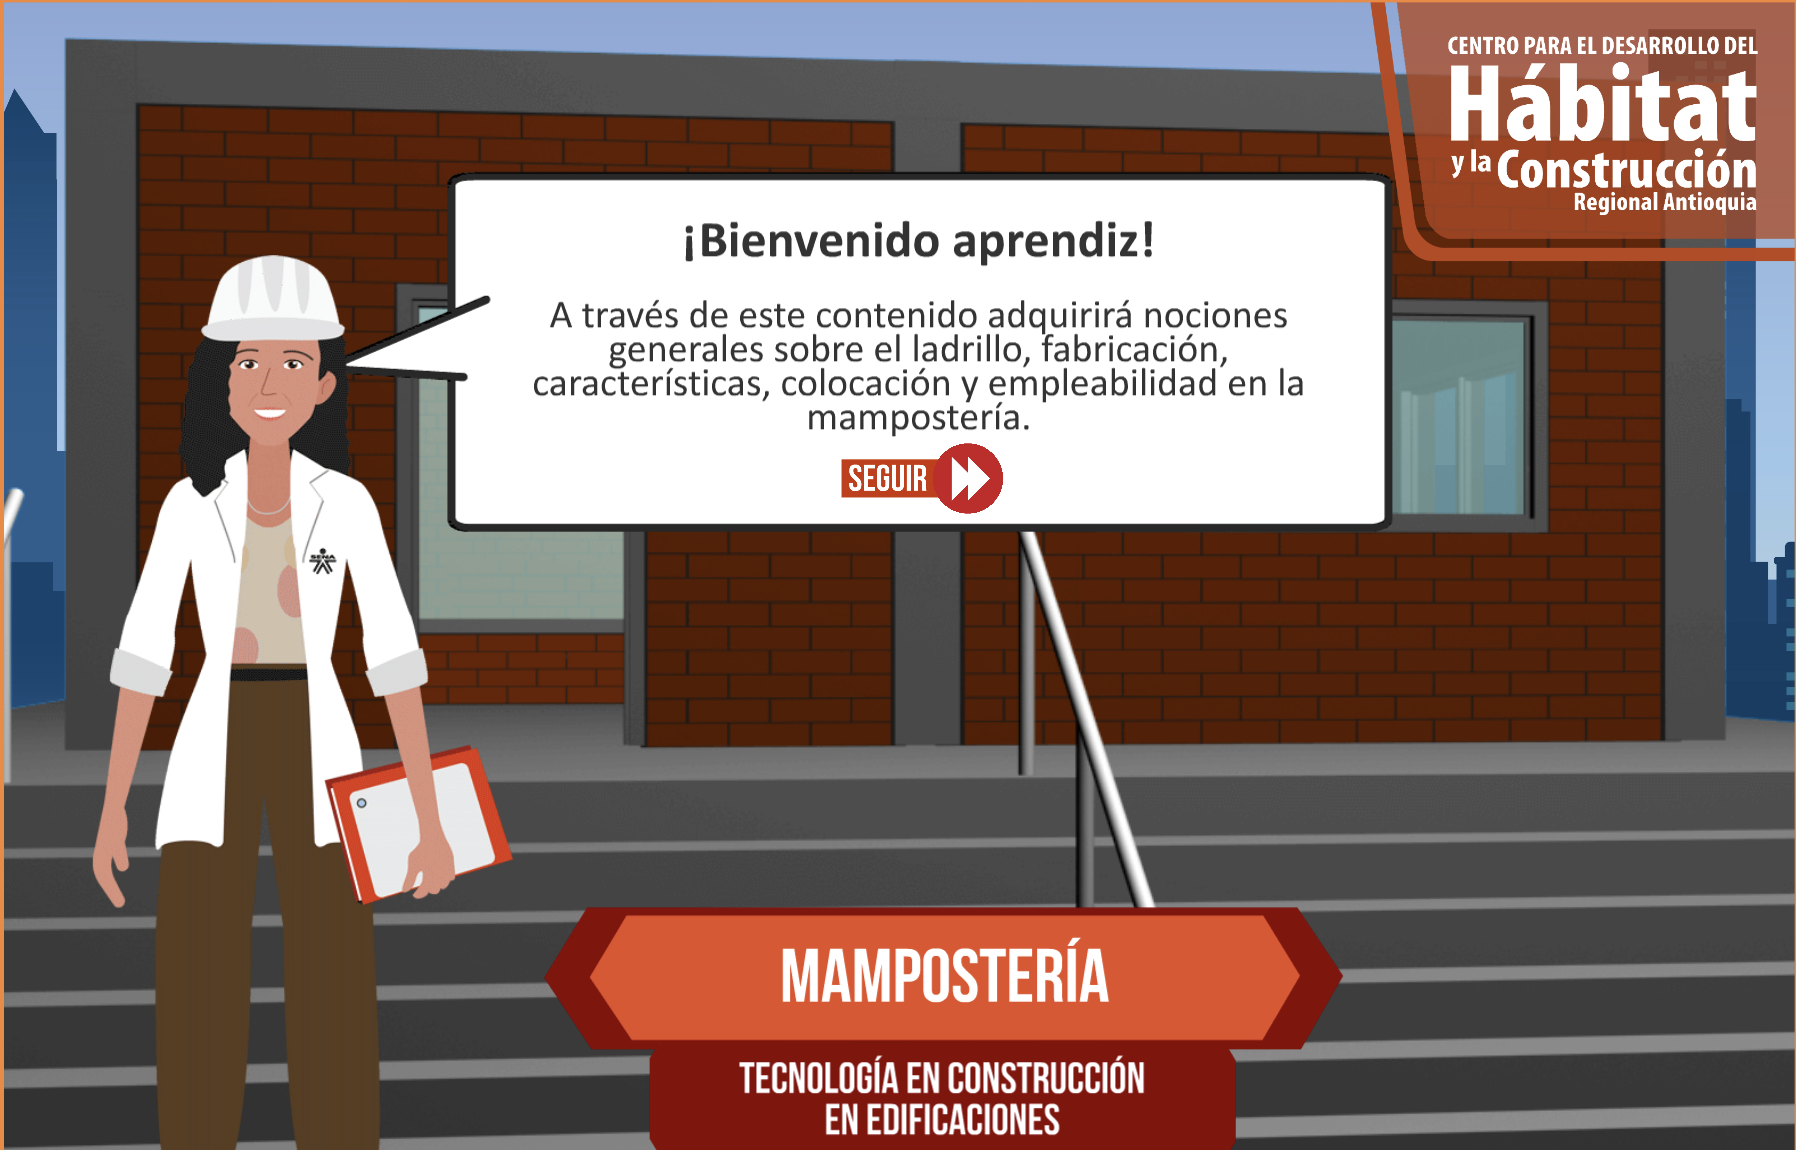 CENTRO PARA EL DESARROLLO DEL
Hábitat
y la Construcción
Regional Antioquia
¡Bienvenido aprendiz!
A través de este contenido adquirirá nociones
generales sobre el ladrillo, fabricación,
características, colocación y empleabilidad en la
mampostería.
SEGUIR
SENA
MAMPOSTERÍA
TECNOLOGÍA EN CONSTRUCCIÓN
EN EDIFICACIONES